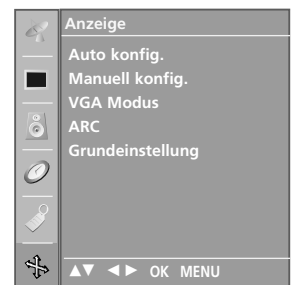 Anzeige
Auto konfig.
Manuell konfig.
VGA Modus
ARC
Grundeinstellung
▲▼ ◄► OK MENU